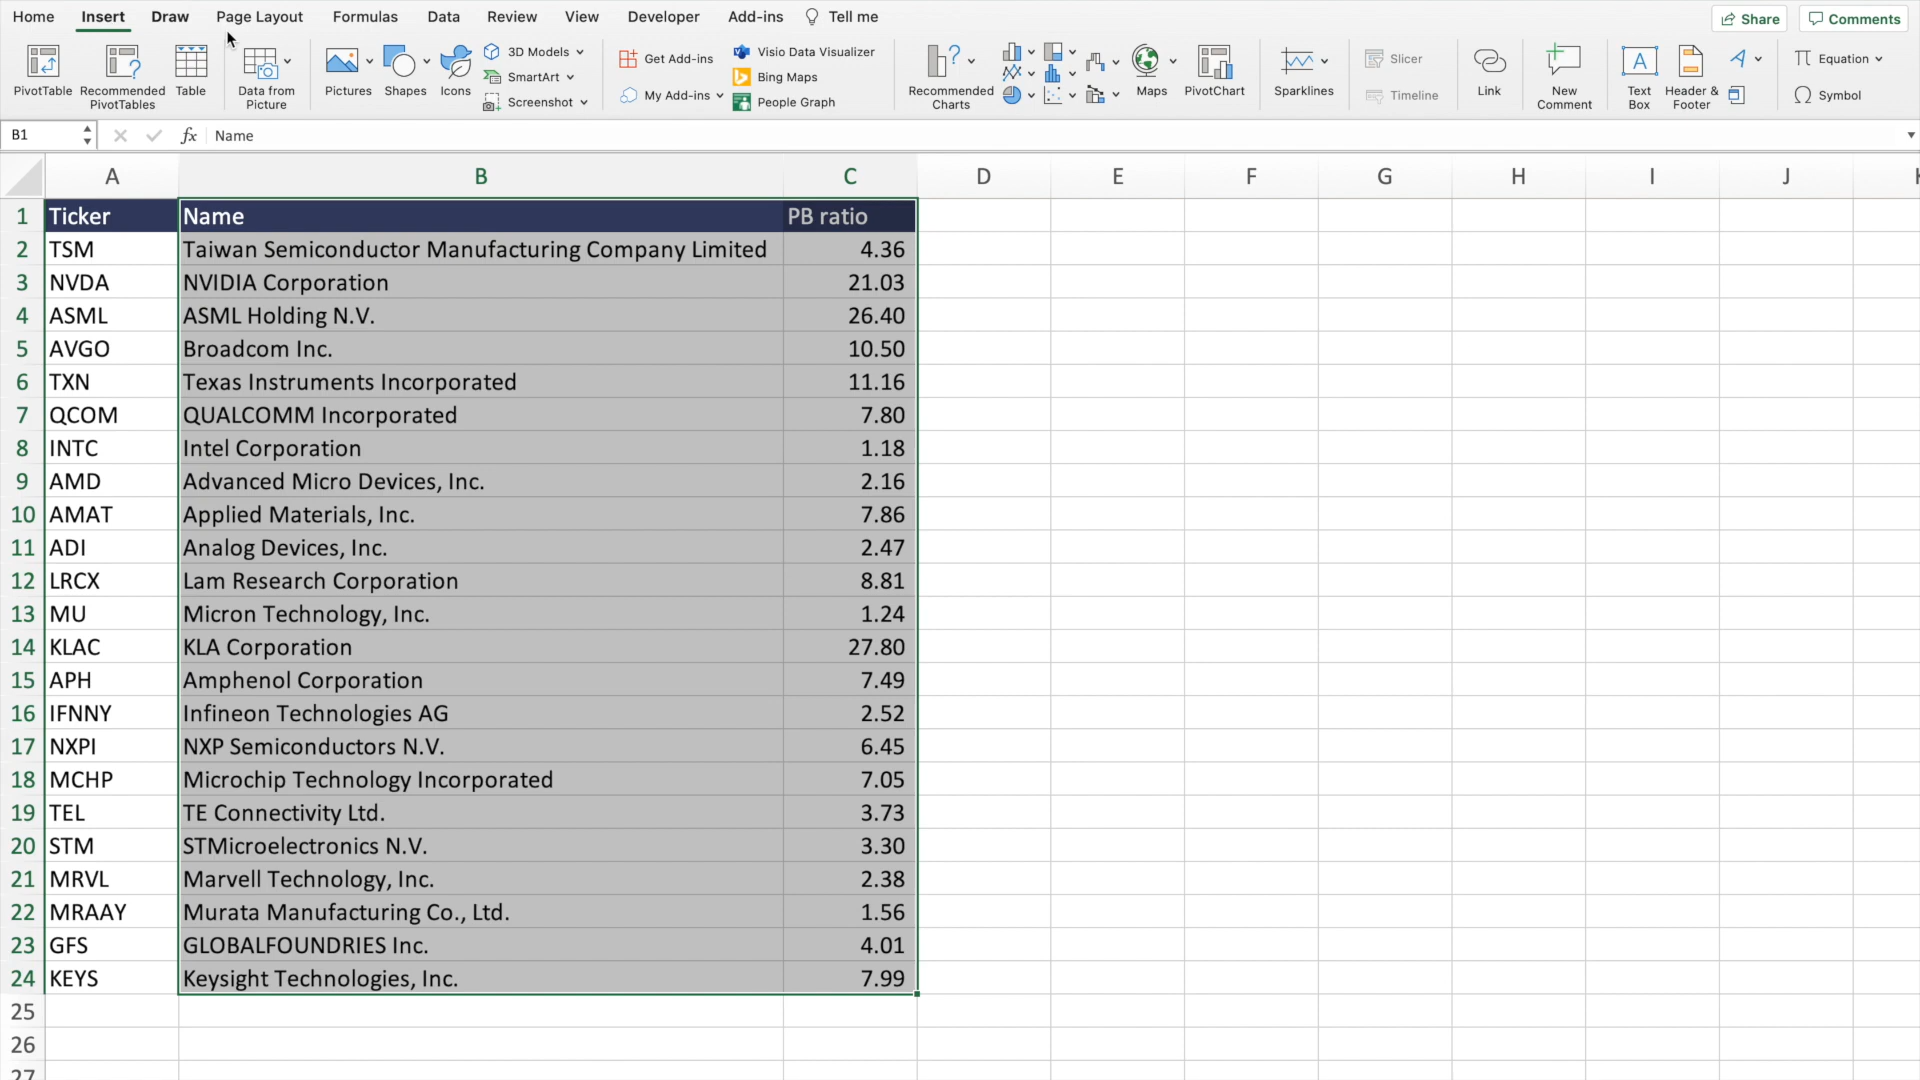 Home Insert Draw Page Layout Formulas Data Review View Developer Add-ins Tell me Share Comments
PivotTable Recommended PivotTables Table Data from Picture Pictures Shapes Icons 3D Models SmartArt Screenshot Get Add-ins My Add-ins Visio Data Visualizer Bing Maps People Graph Recommended Charts Maps PivotChart Sparklines Slicer Timeline Link New Comment Text Box A Header & Footer Equation Symbol
B1 fx Name
A B C D E F G H I J
1 Ticker Name PB ratio
2 TSM Taiwan Semiconductor Manufacturing Company Limited 4.36
3 NVDA NVIDIA Corporation 21.03
4 ASML ASML Holding N.V. 26.40
5 AVGO Broadcom Inc. 10.50
6 TXN Texas Instruments Incorporated 11.16
7 QCOM QUALCOMM Incorporated 7.80
8 INTC Intel Corporation 1.18
9 AMD Advanced Micro Devices, Inc. 2.16
10 AMAT Applied Materials, Inc. 7.86
11 ADI Analog Devices, Inc. 2.47
12 LRCX Lam Research Corporation 8.81
13 MU Micron Technology, Inc. 1.24
14 KLAC KLA Corporation 27.80
15 APH Amphenol Corporation 7.49
16 IFNNY Infineon Technologies AG 2.52
17 NXPI NXP Semiconductors N.V. 6.45
18 MCHP Microchip Technology Incorporated 7.05
19 TEL TE Connectivity Ltd. 3.73
20 STM STMicroelectronics N.V. 3.30
21 MRVL Marvell Technology, Inc. 2.38
22 MRAAY Murata Manufacturing Co., Ltd. 1.56
23 GFS GLOBALFOUNDRIES Inc. 4.01
24 KEYS Keysight Technologies, Inc. 7.99
25
26
27